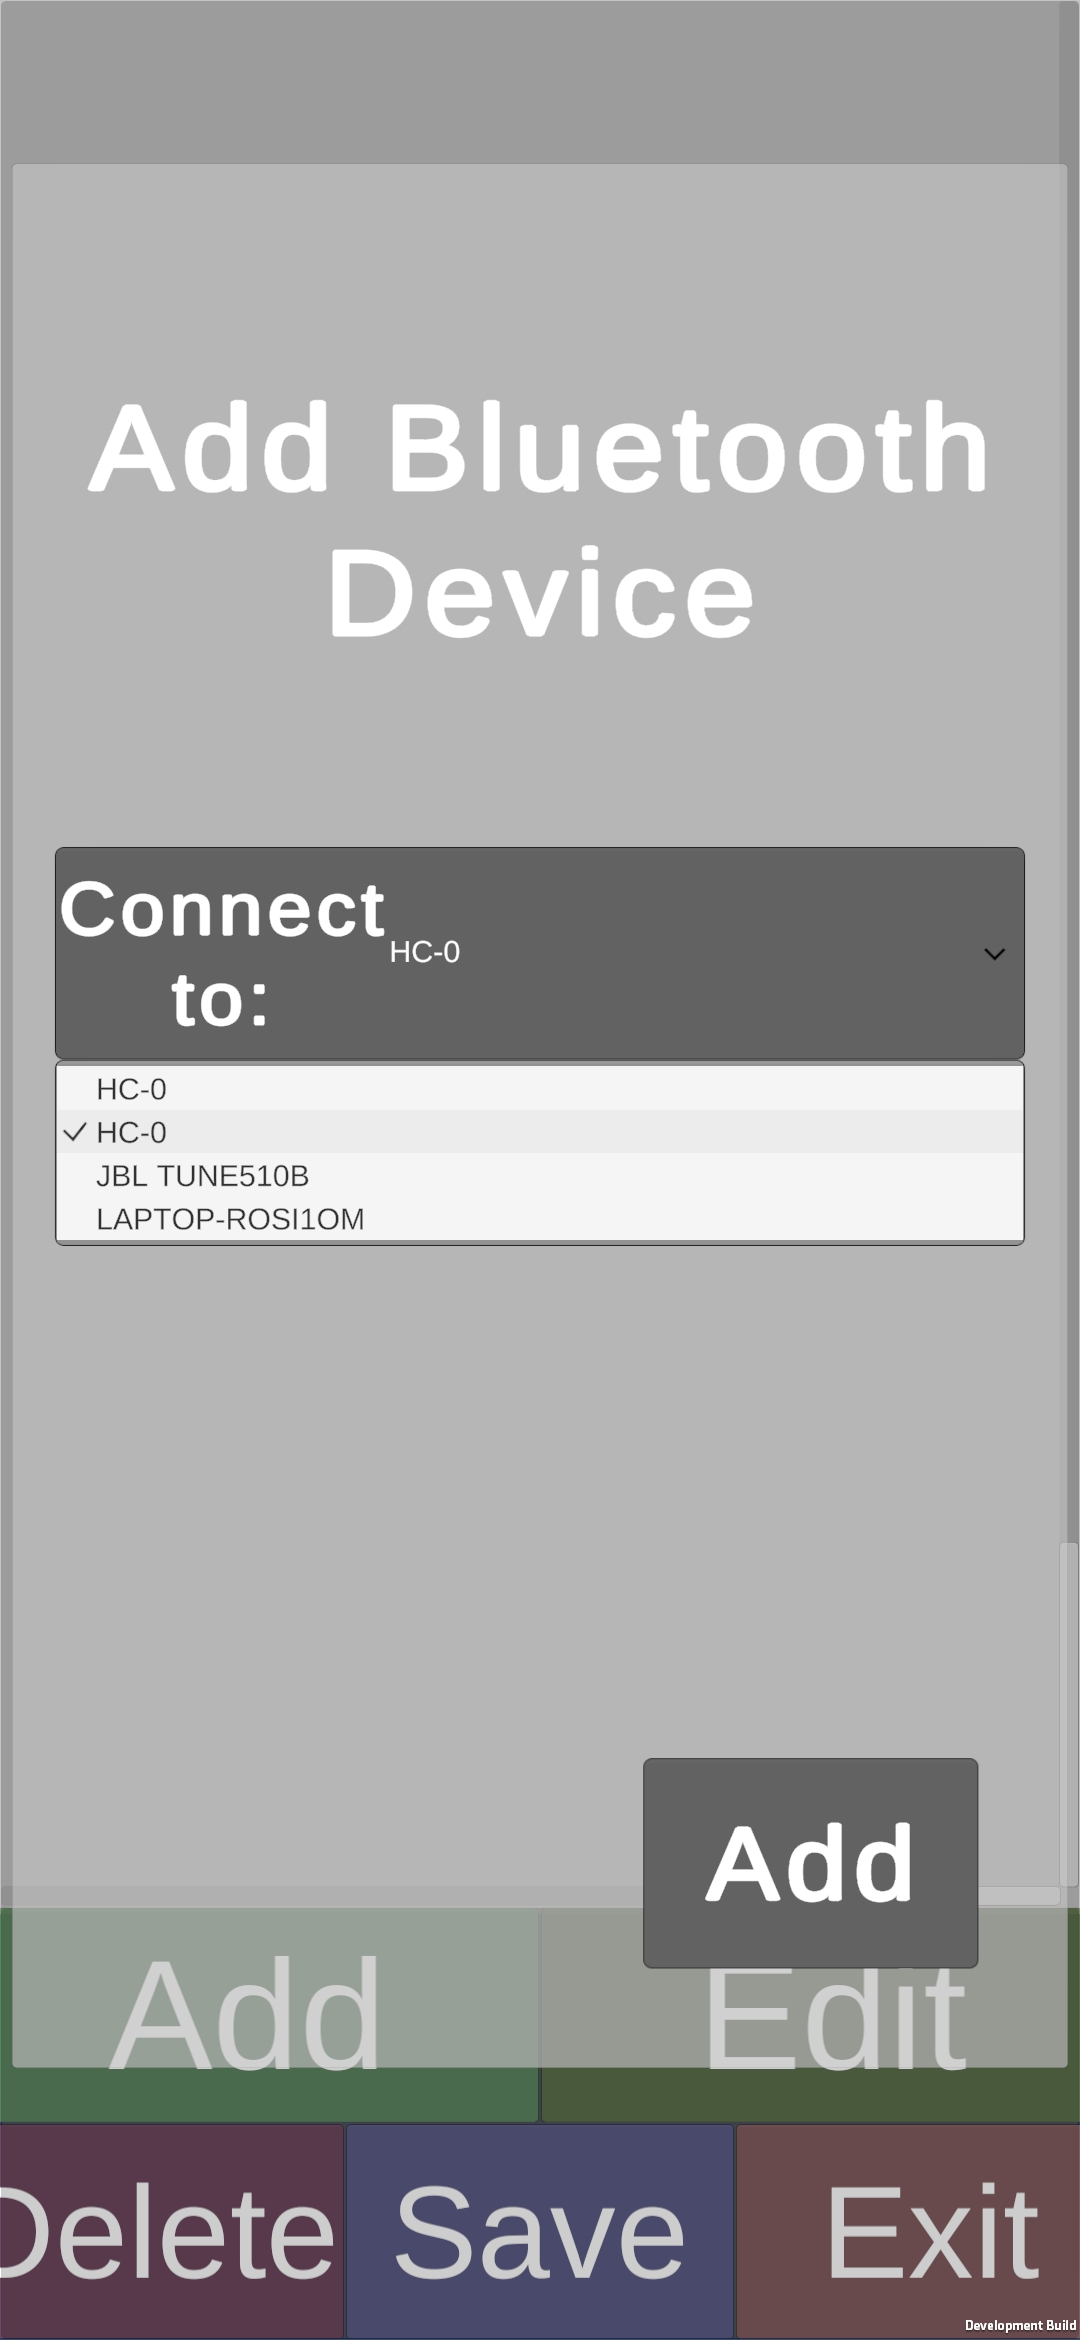 Add Bluetooth
Device
Connect
to:
HC-0
HC-0
HC-0
JBL TUNE510B
LAPTOP-ROSI1OM
Add
Add
Edit
Delete
Save
Exit
Development Build